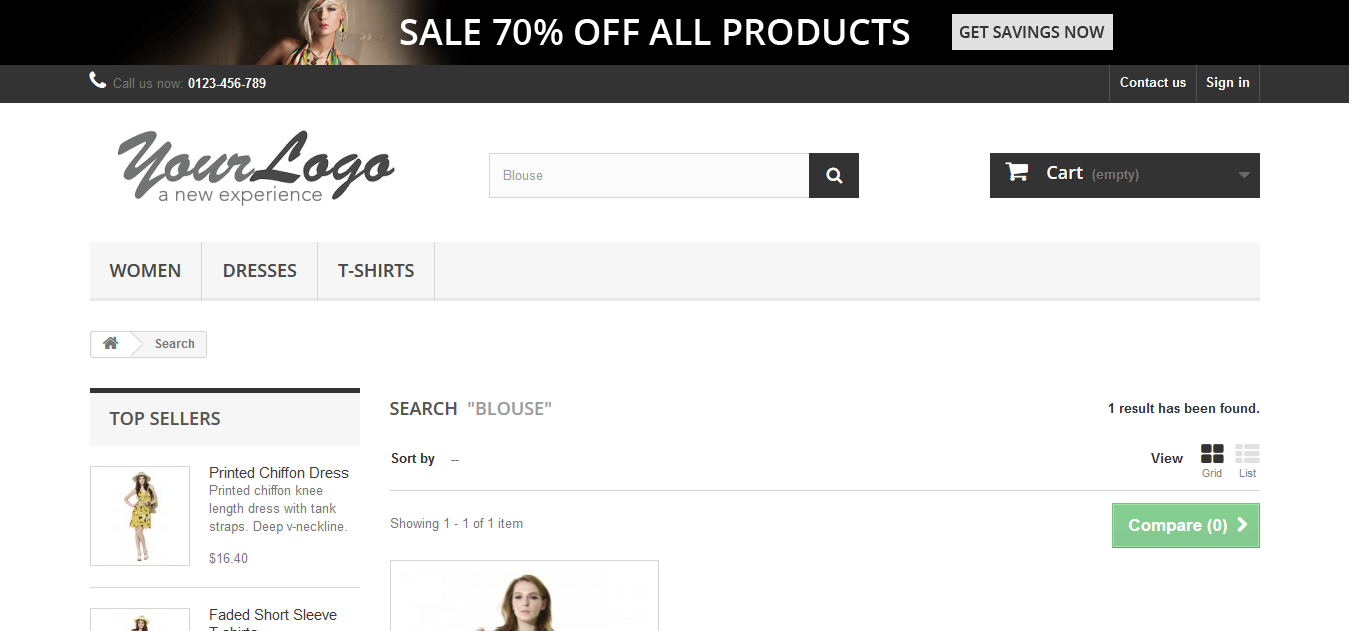 SALE 70% OFF ALL PRODUCTS
GET SAVINGS NOW
Call us now: 0123-456-789
Contact us
Sign in
YourLogo
a new experience
Blouse
Cart (empty)
WOMEN
DRESSES
T-SHIRTS
Search
TOP SELLERS
Printed Chiffon Dress
Printed chiffon knee
length dress with tank
straps. Deep v-neckline.
$16.40
Faded Short Sleeve
T-shirts
SEARCH "BLOUSE"
1 result has been found.
Sort by --
View
Grid
List
Showing 1 - 1 of 1 item
Compare (0)